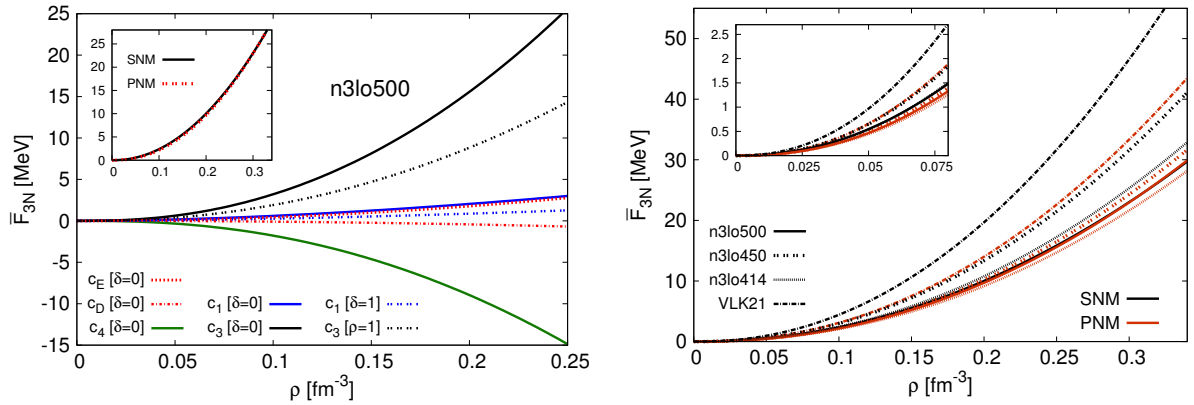 F̅3N [MeV]
25
20
15
10
5
0
-5
-10
-15
28
25
20
15
10
5
0
SNM
PNM
0.1 0.2 0.3
n3lo500
cE [δ=0]
cD [δ=0] c1 [δ=0] c1 [δ=1]
c4 [δ=0] c3 [δ=0] c3 [ρ=1]
0 0.05 0.10 0.15 0.20 0.25
ρ [fm-3]
F̅3N [MeV]
50
40
30
20
10
0
2.5
2
1.5
1
0.5
0
0 0.025 0.05 0.080
n3lo500
n3lo450
n3lo414
VLK21
SNM
PNM
0 0.05 0.1 0.15 0.2 0.25 0.3
ρ [fm-3]